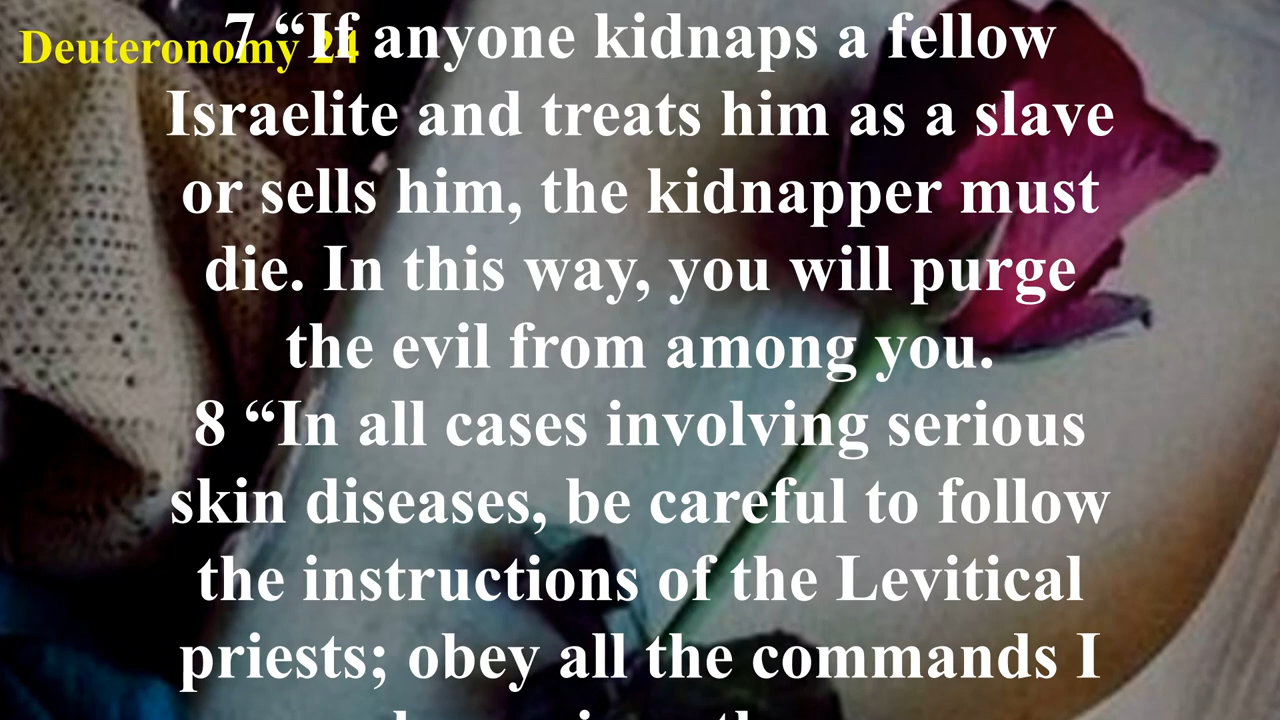 Deuteronomy 24
7 “If anyone kidnaps a fellow
Israelite and treats him as a slave
or sells him, the kidnapper must
die. In this way, you will purge
the evil from among you.
8 “In all cases involving serious
skin diseases, be careful to follow
the instructions of the Levitical
priests; obey all the commands I